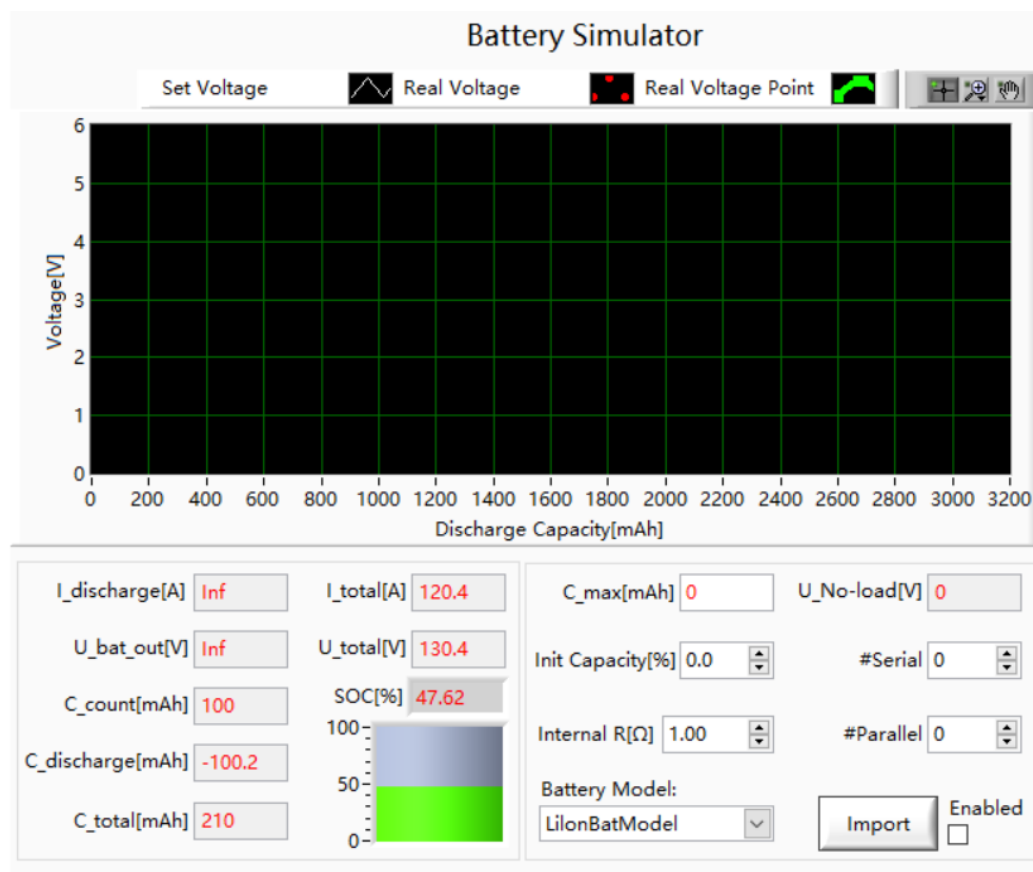 Battery Simulator
Set Voltage Real Voltage Real Voltage Point
6
5
4
3
2
1
0
Voltage[V]
0 200 400 600 800 1000 1200 1400 1600 1800 2000 2200 2400 2600 2800 3000 3200
Discharge Capacity[mAh]
I_discharge[A] Inf I_total[A] 120.4 C_max[mAh] 0 U_No-load[V] 0
U_bat_out[V] Inf U_total[V] 130.4 Init Capacity[%] 0.0 #Serial 0
C_count[mAh] 100 SOC[%] 47.62
100
Internal R[Ω] 1.00 #Parallel 0
C_discharge[mAh] -100.2
50
Battery Model:
C_total[mAh] 210 LiIonBatModel Import Enabled
0